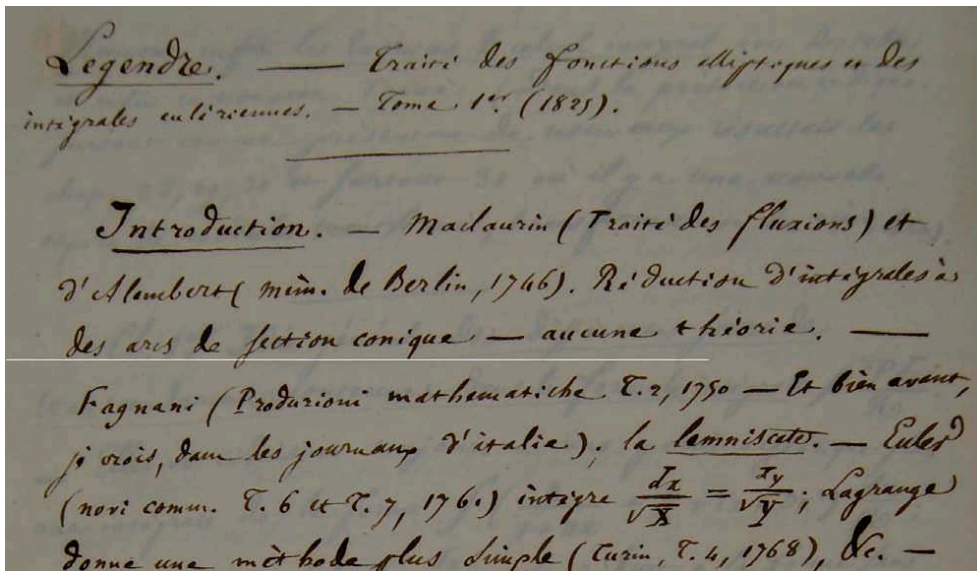 Legendre. — Traité des fonctions elliptiques et des
intégrales eulériennes. — Tome 1er. (1825).
Introduction. — Maclaurin (Traité des fluxions) et
d'Alembert (mém. de Berlin, 1746). Réduction d'intégrales à
des arcs de section conique — aucune théorie. —
Fagnani (Produzioni mathematiche T. 2, 1750 — Et bien avant,
je crois, dans les journaux d'italie); la lemniscate. — Euler
(novi comm. T. 6 et T. 7, 1761) intègre dx/√X = dy/√Y; Lagrange
donne une méthode plus simple (Turin, T. 4, 1768), &c. —